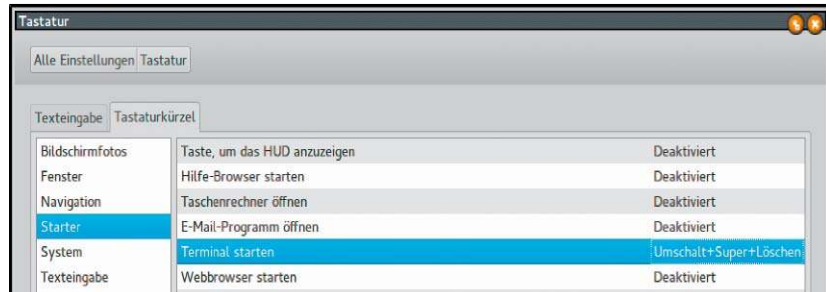 Tastatur
Alle Einstellungen Tastatur
Texteingabe Tastaturkürzel
Bildschirmfotos Taste, um das HUD anzuzeigen Deaktiviert
Fenster Hilfe-Browser starten Deaktiviert
Navigation Taschenrechner öffnen Deaktiviert
Starter E-Mail-Programm öffnen Deaktiviert
System Terminal starten Umschalt+Super+Löschen
Texteingabe Webbrowser starten Deaktiviert